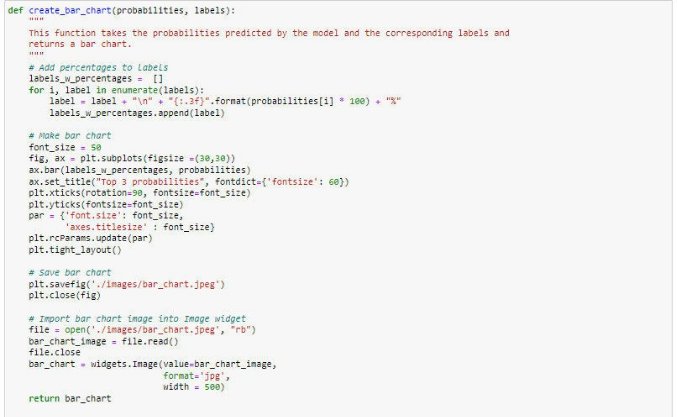 def create_bar_chart(probabilities, labels):
    """
    This function takes the probabilities predicted by the model and the corresponding labels and
    returns a bar chart.
    """
    # Add percentages to labels
    labels_w_percentages =  []
    for i, label in enumerate(labels):
        label = label + "\n" + "{:.3f}".format(probabilities[i] * 100) + "%"
        labels_w_percentages.append(label)

    # Make bar chart
    font_size = 50
    fig, ax = plt.subplots(figsize =(30,30))
    ax.bar(labels_w_percentages, probabilities)
    ax.set_title("Top 3 probabilities", fontdict={'fontsize': 60})
    plt.xticks(rotation=90, fontsize=font_size)
    plt.yticks(fontsize=font_size)
    par = {'font.size': font_size,
           'axes.titlesize' : font_size}
    plt.rcParams.update(par)
    plt.tight_layout()

    # Save bar chart
    plt.savefig('./images/bar_chart.jpeg')
    plt.close(fig)

    # Import bar chart image into Image widget
    file = open('./images/bar_chart.jpeg', "rb")
    bar_chart_image = file.read()
    file.close
    bar_chart = widgets.Image(value=bar_chart_image,
                              format='jpg',
                              width = 500)
    return bar_chart